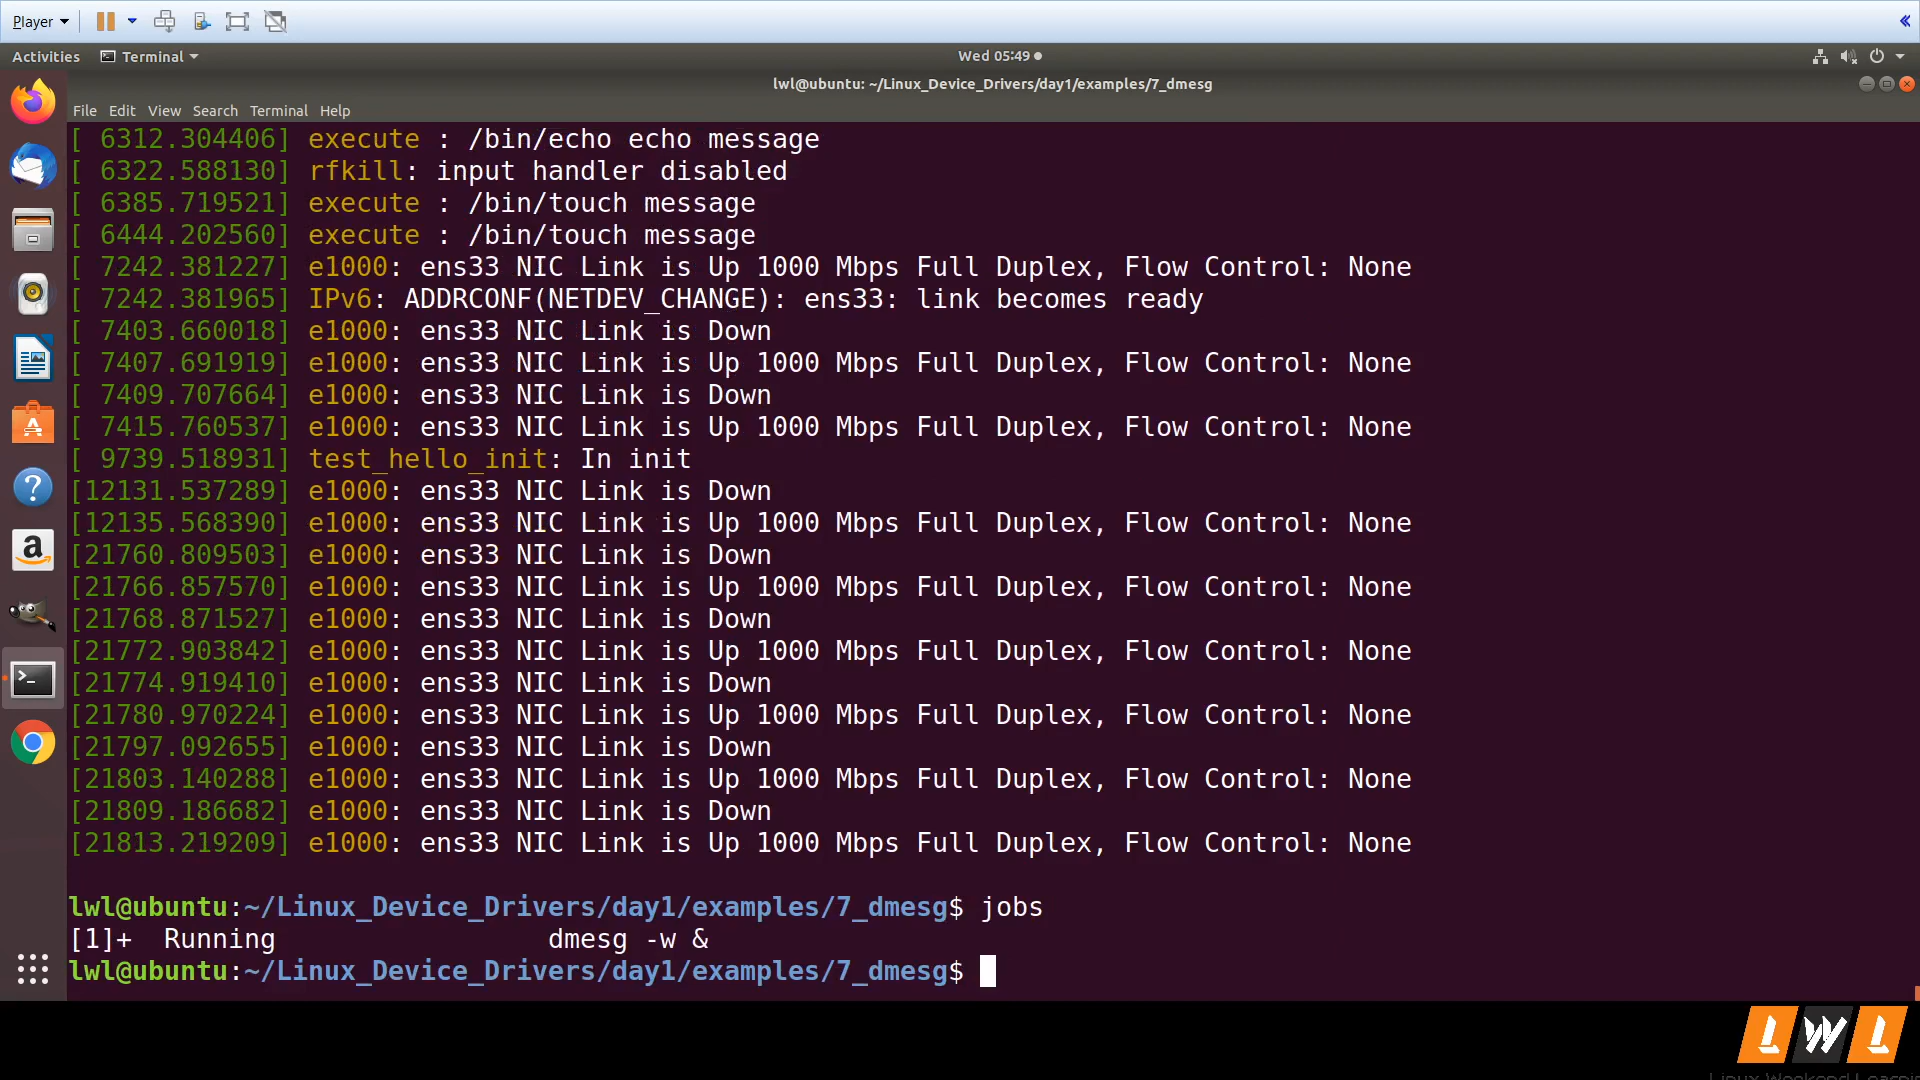 Player
Activities
Terminal
Wed 05:49
lwl@ubuntu: ~/Linux_Device_Drivers/day1/examples/7_dmesg
File Edit View Search Terminal Help
[ 6312.304406] execute : /bin/echo echo message
[ 6322.588130] rfkill: input handler disabled
[ 6385.719521] execute : /bin/touch message
[ 6444.202560] execute : /bin/touch message
[ 7242.381227] e1000: ens33 NIC Link is Up 1000 Mbps Full Duplex, Flow Control: None
[ 7242.381965] IPv6: ADDRCONF(NETDEV_CHANGE): ens33: link becomes ready
[ 7403.660018] e1000: ens33 NIC Link is Down
[ 7407.691919] e1000: ens33 NIC Link is Up 1000 Mbps Full Duplex, Flow Control: None
[ 7409.707664] e1000: ens33 NIC Link is Down
[ 7415.760537] e1000: ens33 NIC Link is Up 1000 Mbps Full Duplex, Flow Control: None
[ 9739.518931] test_hello_init: In init
[12131.537289] e1000: ens33 NIC Link is Down
[12135.568390] e1000: ens33 NIC Link is Up 1000 Mbps Full Duplex, Flow Control: None
[21760.809503] e1000: ens33 NIC Link is Down
[21766.857570] e1000: ens33 NIC Link is Up 1000 Mbps Full Duplex, Flow Control: None
[21768.871527] e1000: ens33 NIC Link is Down
[21772.903842] e1000: ens33 NIC Link is Up 1000 Mbps Full Duplex, Flow Control: None
[21774.919410] e1000: ens33 NIC Link is Down
[21780.970224] e1000: ens33 NIC Link is Up 1000 Mbps Full Duplex, Flow Control: None
[21797.092655] e1000: ens33 NIC Link is Down
[21803.140288] e1000: ens33 NIC Link is Up 1000 Mbps Full Duplex, Flow Control: None
[21809.186682] e1000: ens33 NIC Link is Down
[21813.219209] e1000: ens33 NIC Link is Up 1000 Mbps Full Duplex, Flow Control: None
lwl@ubuntu:~/Linux_Device_Drivers/day1/examples/7_dmesg$ jobs
[1]+  Running                 dmesg -w &
lwl@ubuntu:~/Linux_Device_Drivers/day1/examples/7_dmesg$
LWL